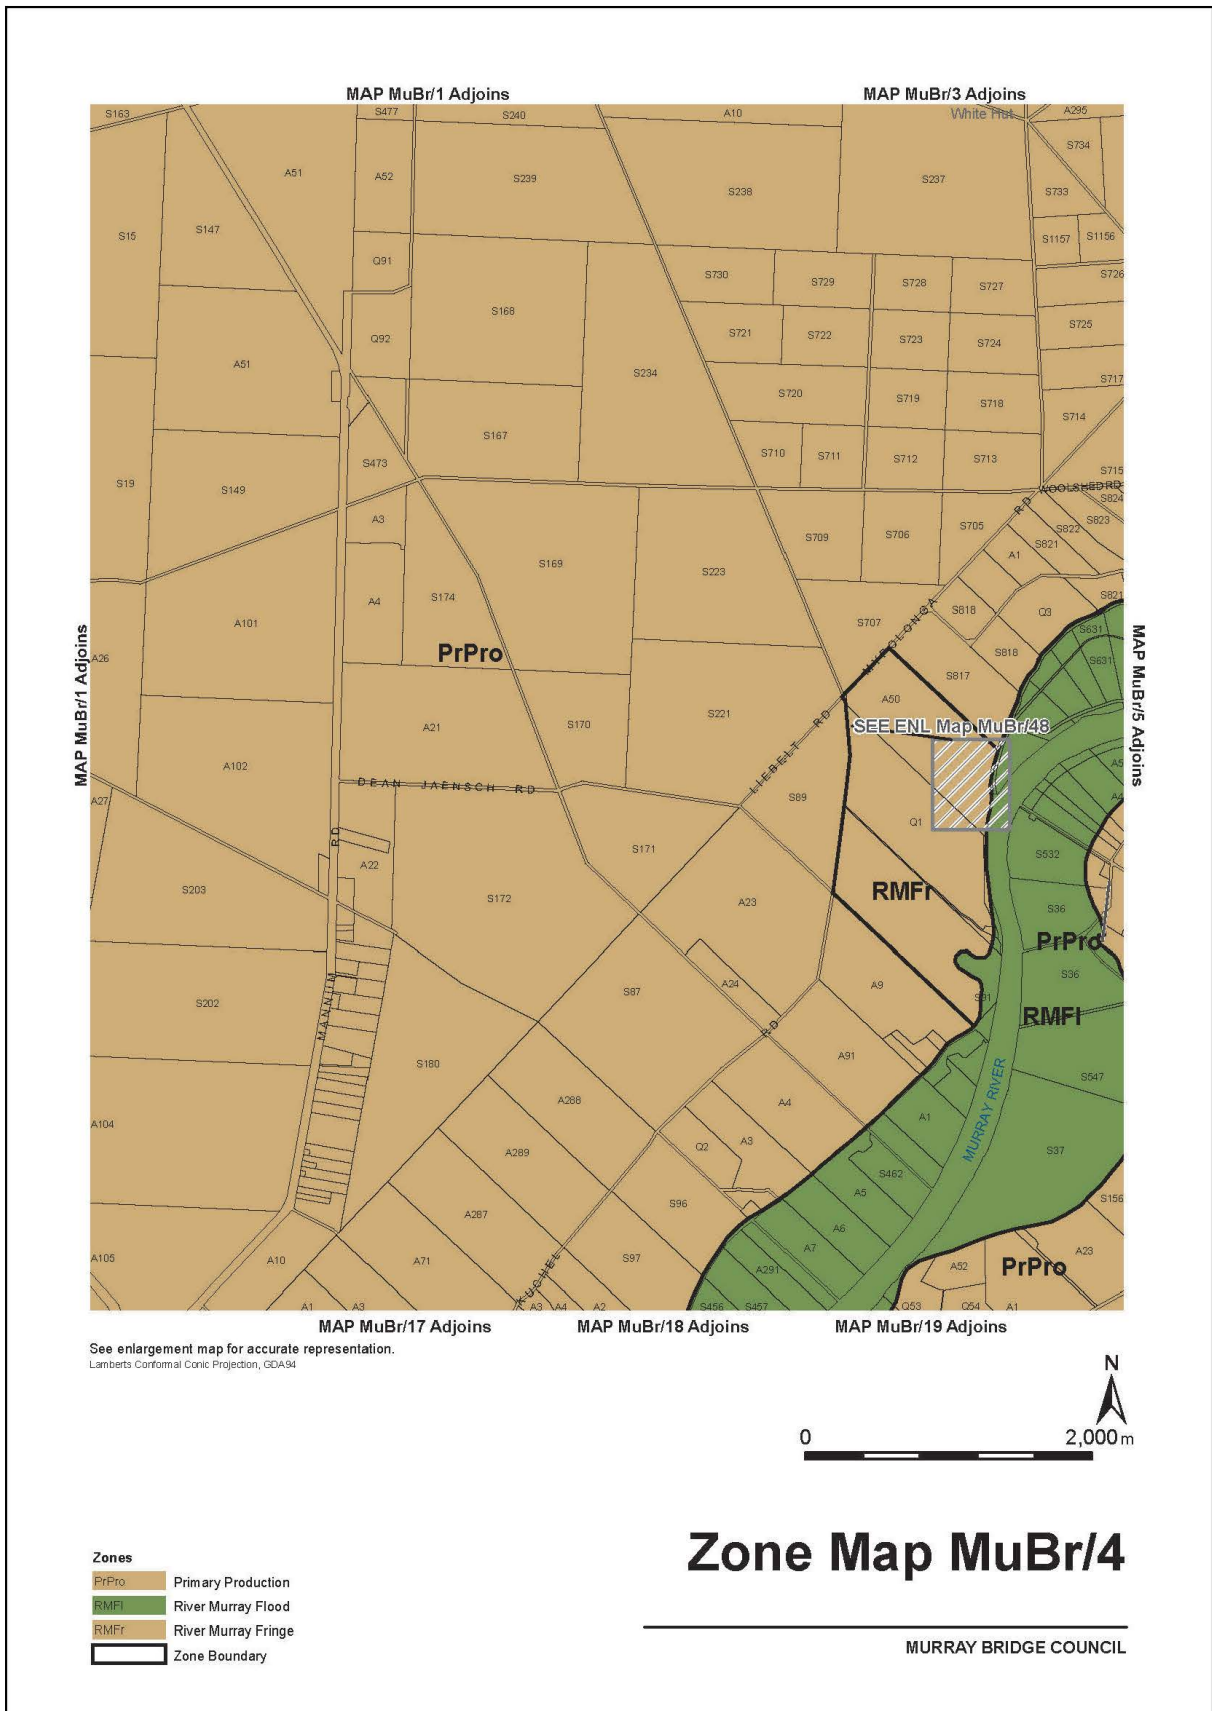 MAP MuBr/1 Adjoins MAP MuBr/3 Adjoins
S163 S477 S240 A10 White Hut A295
A51 A52 S239 S238 S237 S734
S733
S15 S147 Q91 S1157 S1156
S730 S729 S728 S727 S726
S168
A51 Q92 S721 S722 S723 S724 S725
S234 S717
S720 S719 S718 S714
S167
S19 S149 S473 S710 S711 S712 S713 S715
WOOLSHED RD
S824
A3 S709 S706 S705 RD S822 S823
S169 A1 S821
S223
A4 S174 S818 Q3 S821
A101 S707 MYPOLONGA S631
MAP MuBr/1 Adjoins A26 PrPro S818 S631 MAP MuBr/5 Adjoins
S817
A50
A21 S170 S221 RD SEE ENL Map MuBr/48
A102 LIEBELT A5
DEAN JAENSCH RD S89 A4
A27 Q1
RD S171 S532
A22
S203 S172 A23 RMFr S36
PrPro
S202 S87 A24 A9 S91 S36
MANNUM RD RMFl
S180 A91 MURRAY RIVER S547
A288 A4
A104 A1
A289 Q2 A3 S462 S37
A5
A287 S96 A6 S156
A105 A10 A71 KUCHEL S97 A291 A7 A52 PrPro A23
A1 A3 A3 A4 A2 S456 S457 Q53 Q54 A1
MAP MuBr/17 Adjoins MAP MuBr/18 Adjoins MAP MuBr/19 Adjoins
See enlargement map for accurate representation.
Lamberts Conformal Conic Projection, GDA94
N
0 2,000 m
Zone Map MuBr/4
MURRAY BRIDGE COUNCIL
Zones
PrPro Primary Production
RMFl River Murray Flood
RMFr River Murray Fringe
Zone Boundary